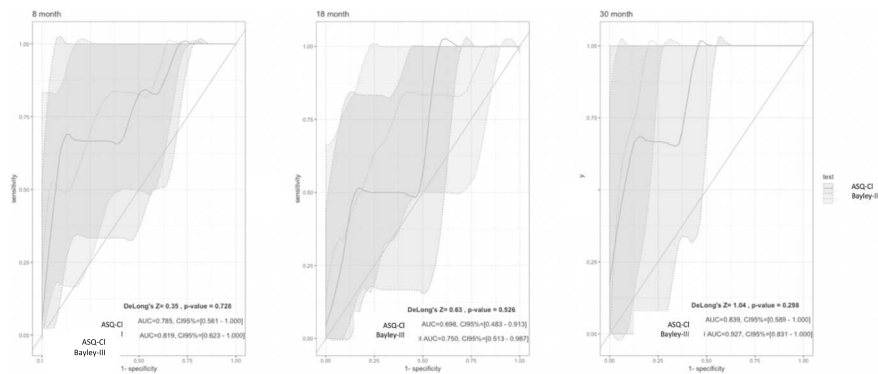 8 month
1.00
0.75
0.50
0.25
0.00
sensitivity
DeLong's Z= 0.35 , p-value = 0.728
ASQ-Cl
AUC=0.785, CI95%=[0.561 - 1.000]
AUC=0.819, CI95%=[0.623 - 1.000]
ASQ-Cl
Bayley-III
0.50
0.75
1.00
1- specificity
18 month
1.00
0.75
0.50
0.25
0.00
sensitivity
DeLong's Z= 0.63 , p-value = 0.526
ASQ-Cl
AUC=0.698, CI95%=[0.483 - 0.913]
Bayley-III
AUC=0.750, CI95%=[0.513 - 0.987]
0.00
0.25
0.50
0.75
1.00
1- specificity
30 month
1.00
0.75
0.25
0.00
y
DeLong's Z= 1.04 , p-value = 0.298
ASQ-Cl
AUC=0.839, CI95%=[0.589 - 1.000]
Bayley-III
AUC=0.927, CI95%=[0.831 - 1.000]
0.00
0.25
0.50
0.75
1.00
1- specificity
test
ASQ-Cl
Bayley-II